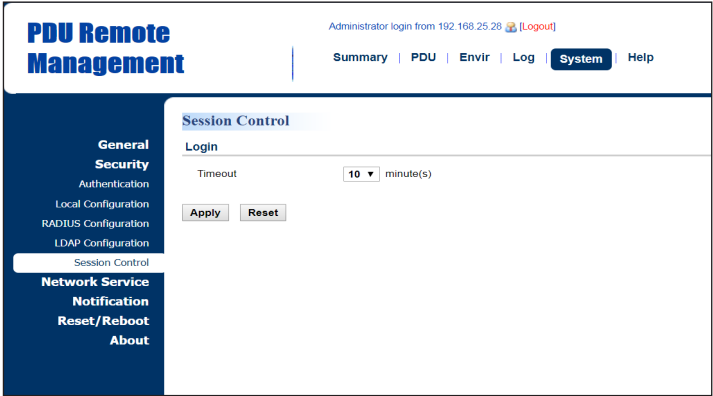 PDU Remote
Management
Administrator login from 192.168.25.28 [Logout]
Summary | PDU | Envir | Log | System | Help
Session Control
Login
Timeout 10 ▼ minute(s)
Apply Reset
General
Security
Authentication
Local Configuration
RADIUS Configuration
LDAP Configuration
Session Control
Network Service
Notification
Reset/Reboot
About